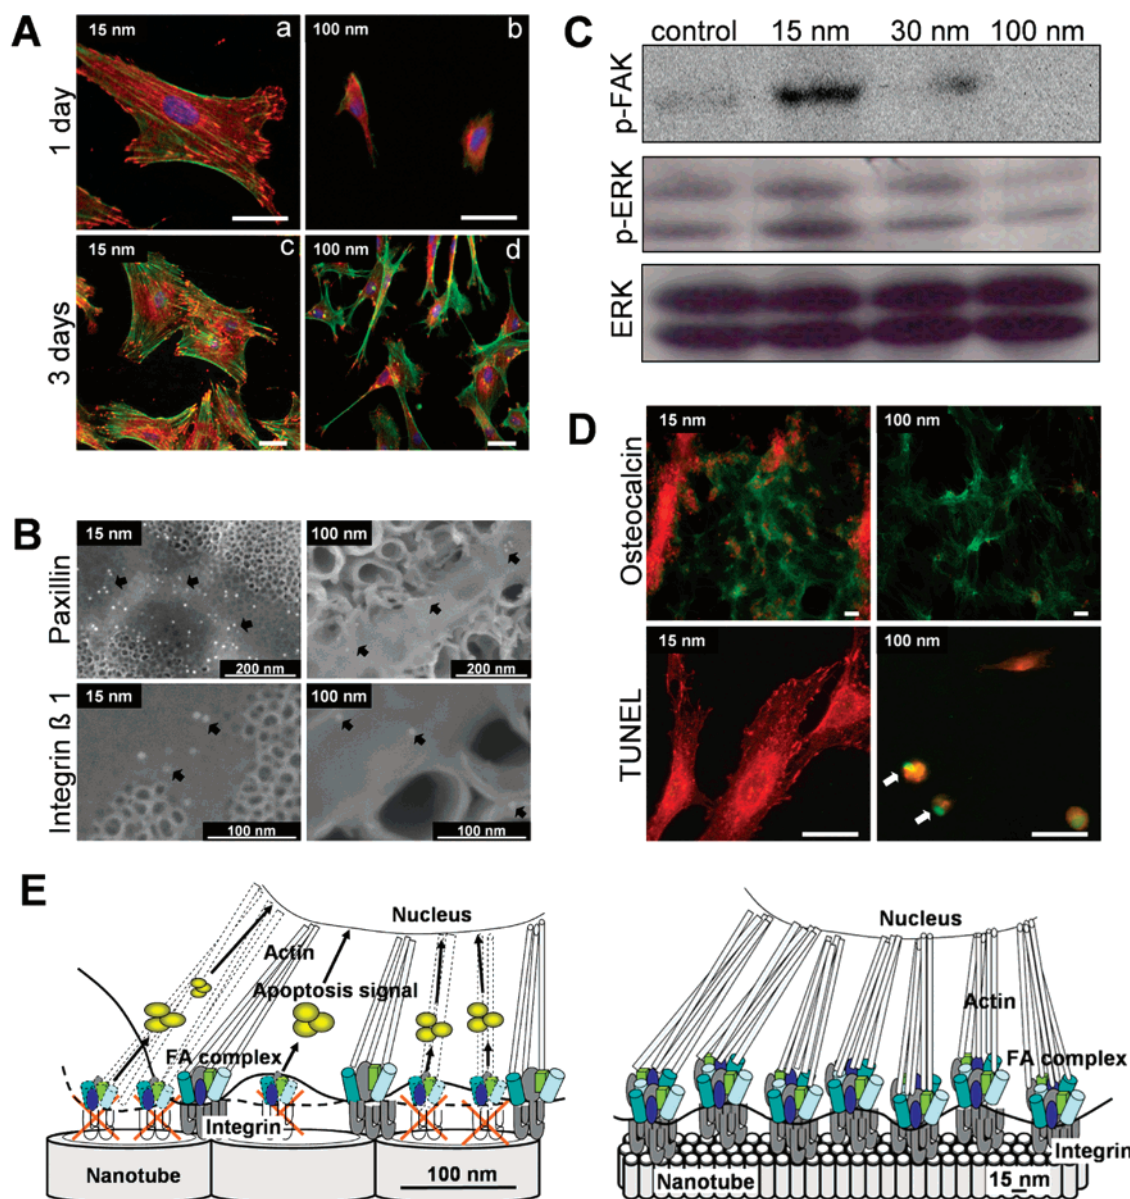 A
1 day
15 nm
a
100 nm
b
3 days
15 nm
c
100 nm
d
B
Paxillin
15 nm
200 nm
100 nm
200 nm
Integrin ß 1
15 nm
100 nm
100 nm
100 nm
C
control 15 nm 30 nm 100 nm
p-FAK
p-ERK
ERK
D
Osteocalcin
15 nm
100 nm
TUNEL
15 nm
100 nm
E
Nucleus
Actin
Apoptosis signal
FA complex
Integrin
Nanotube
100 nm
Nucleus
Actin
FA complex
Integrin
Nanotube
15 nm